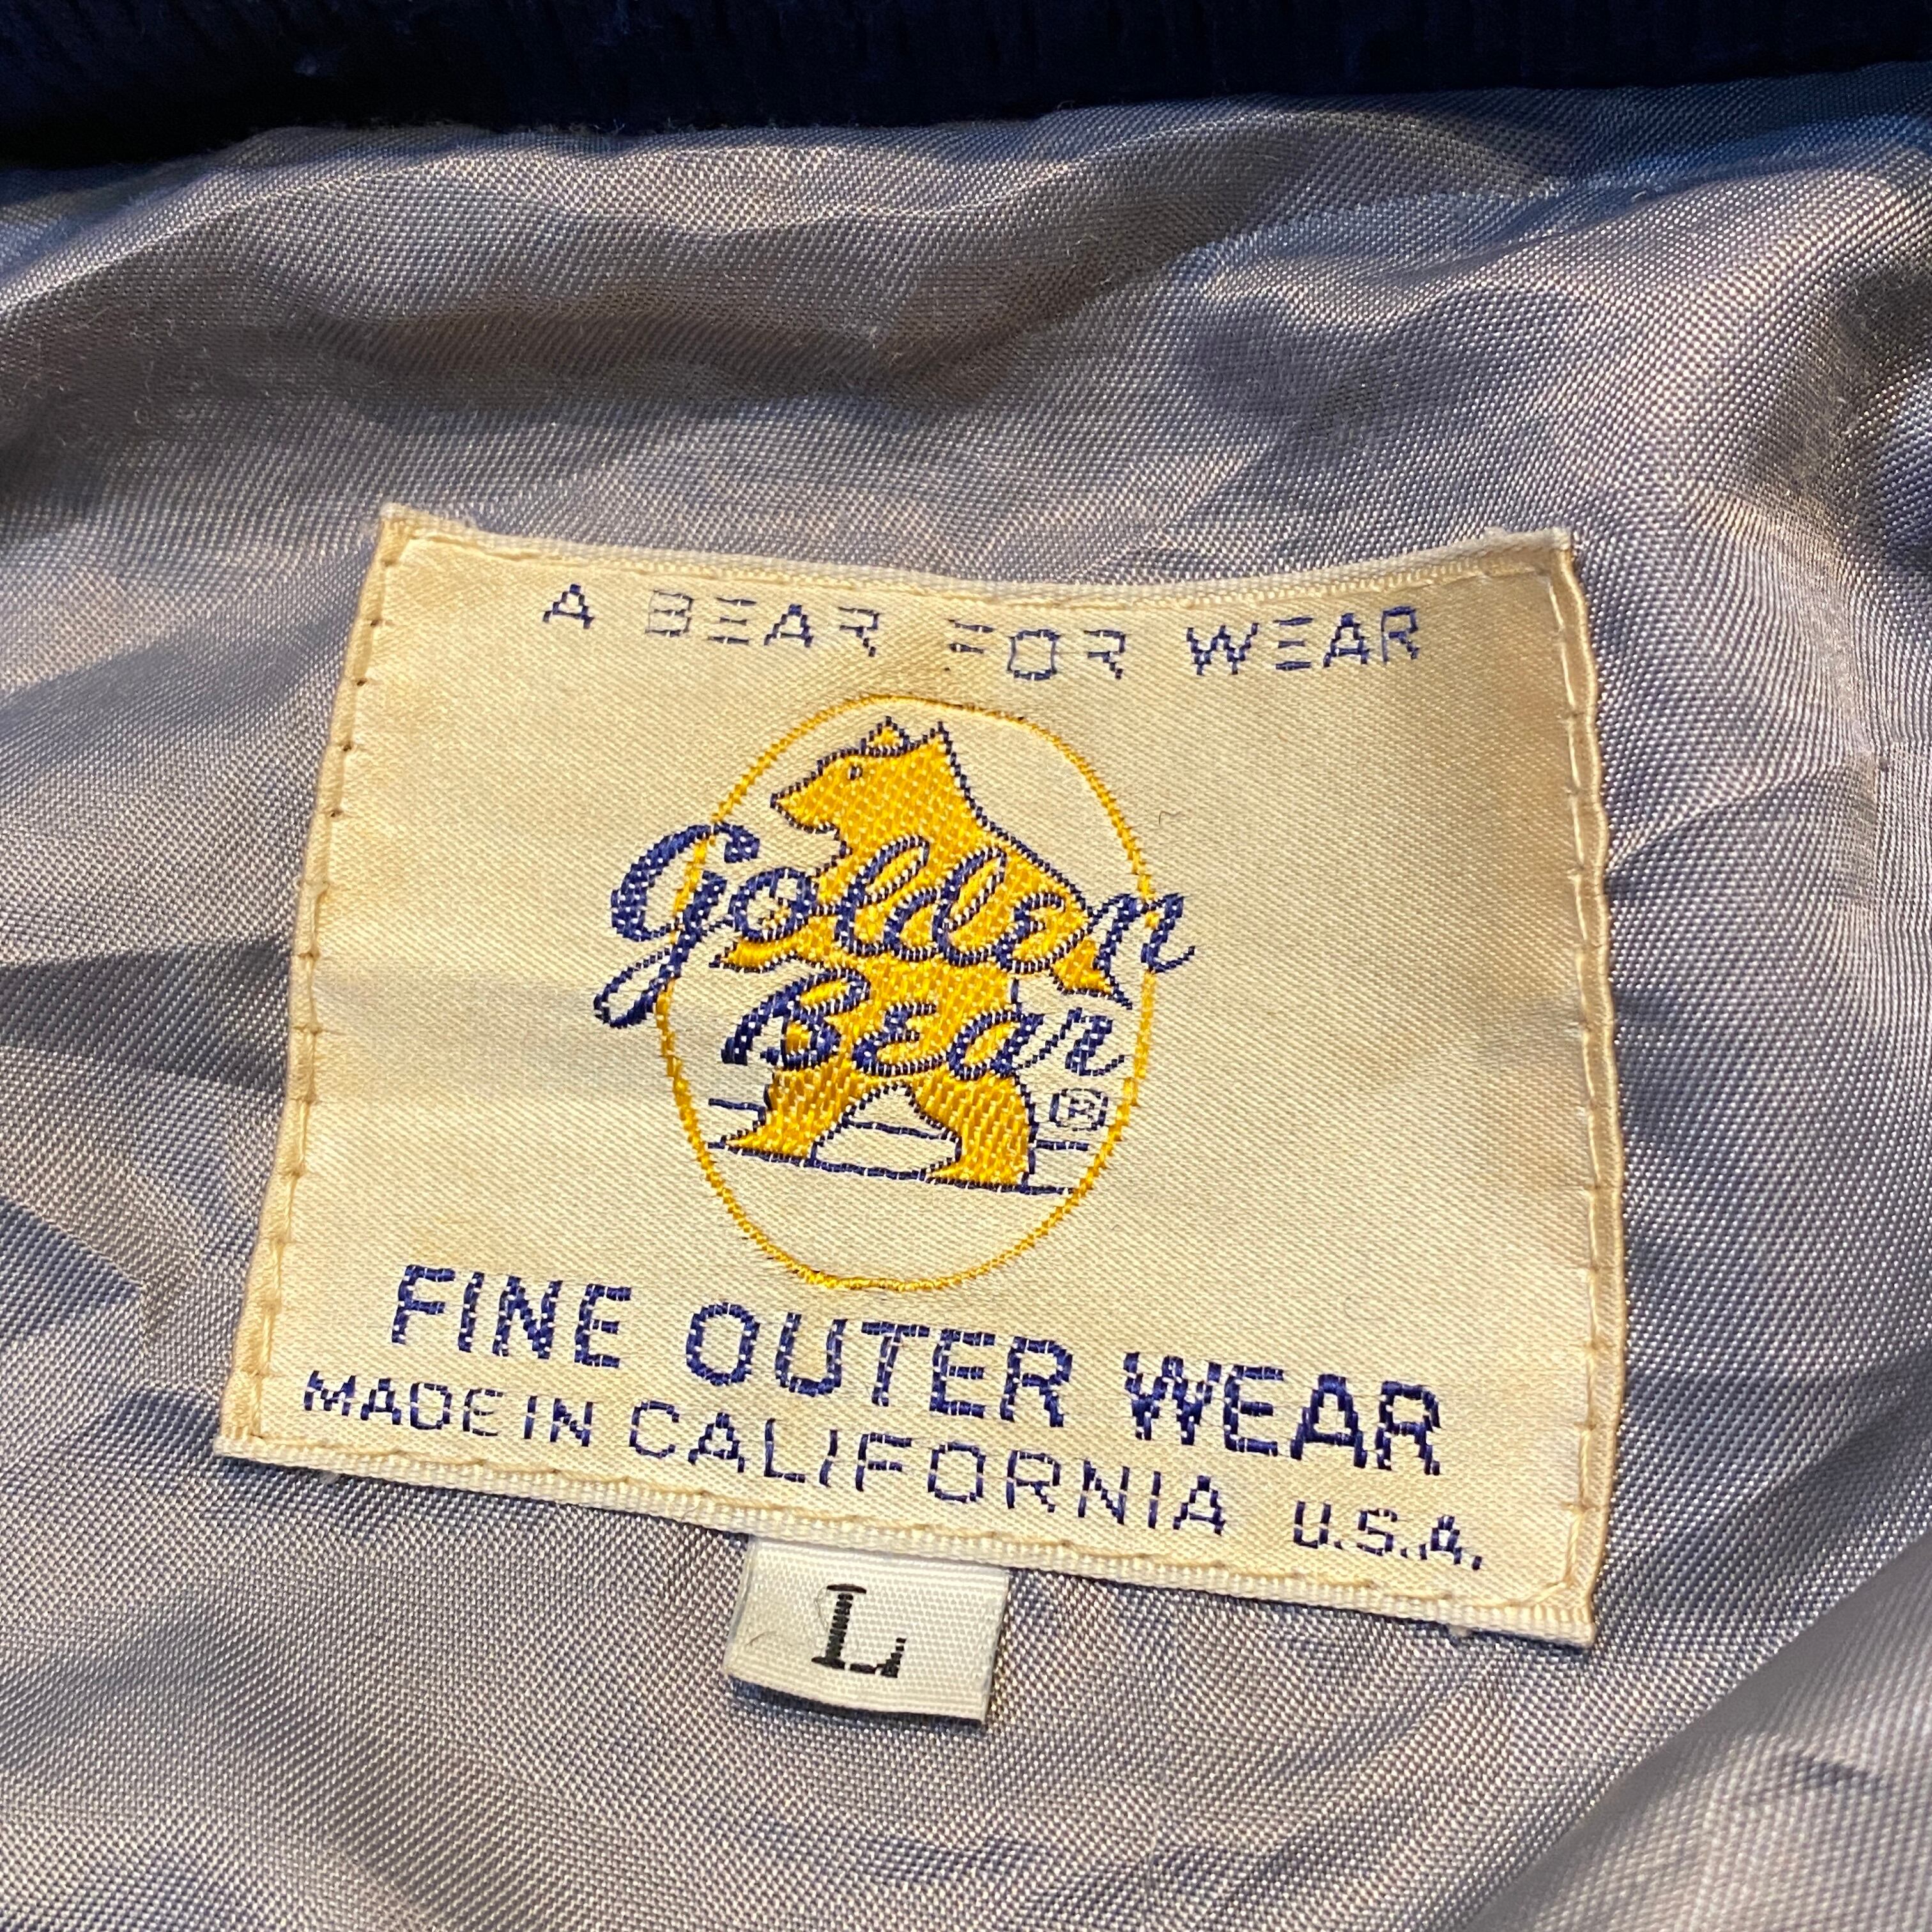 A BEAR FOR WEAR
Golden
Bear®
FINE OUTER WEAR
MADE IN CALIFORNIA U.S.A.
L